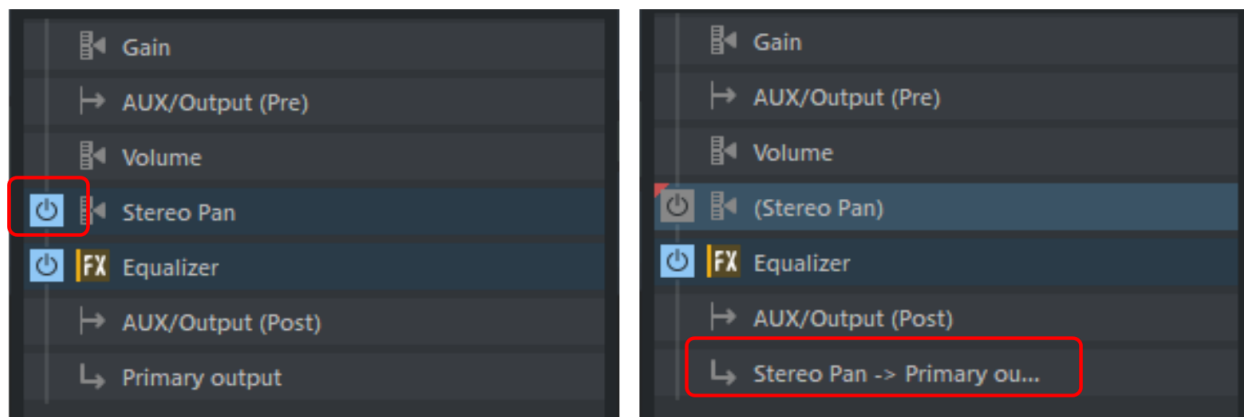 Gain
AUX/Output (Pre)
Volume
Stereo Pan
FX Equalizer
AUX/Output (Post)
Primary output
Gain
AUX/Output (Pre)
Volume
(Stereo Pan)
FX Equalizer
AUX/Output (Post)
Stereo Pan -> Primary ou...